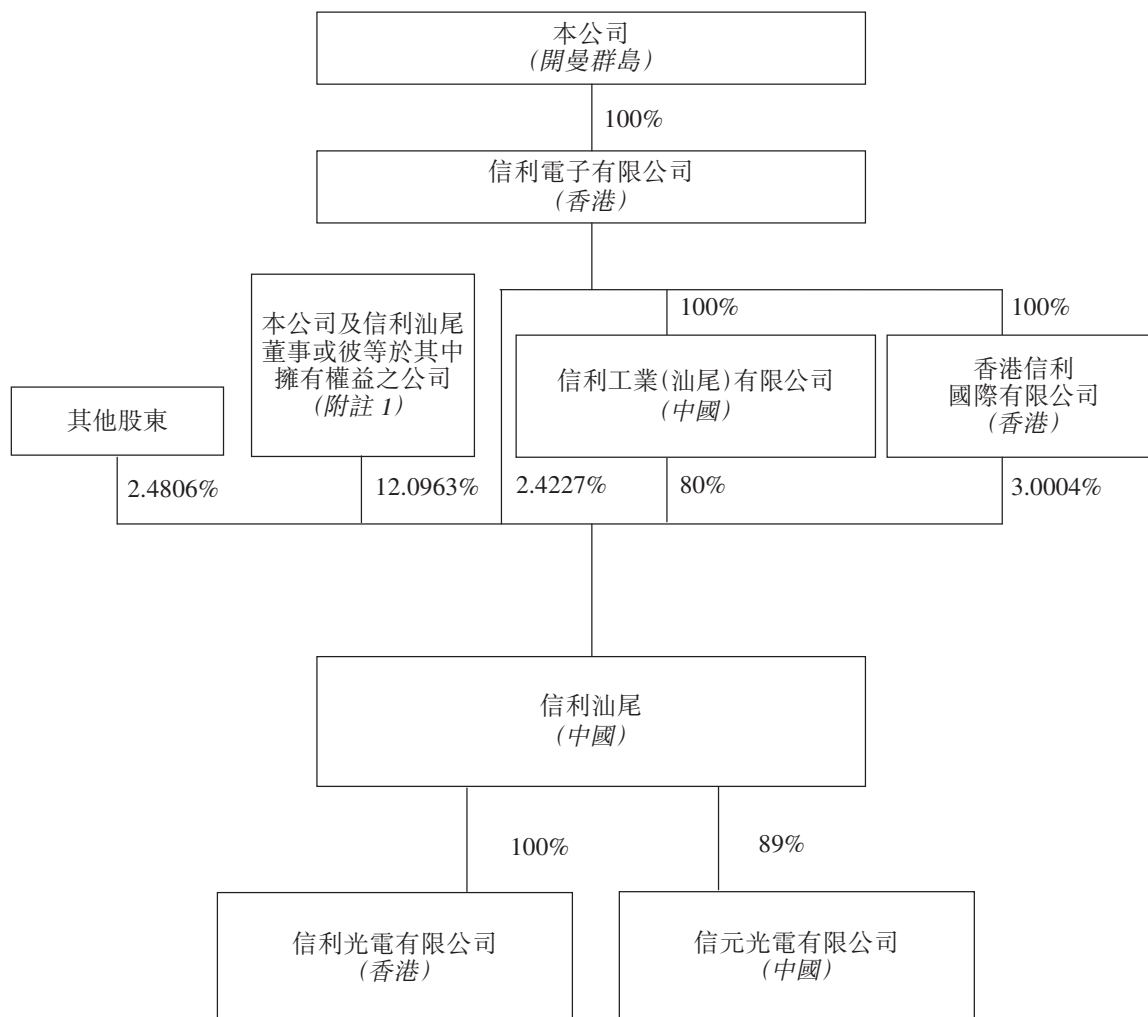 本公司
(開曼群島)
100%
信利電子有限公司
(香港)
本公司及信利汕尾
董事或彼等於其中
擁有權益之公司
(附註 1)
100%
100%
其他股東
信利工業(汕尾)有限公司
(中國)
香港信利
國際有限公司
(香港)
2.4806%
12.0963%
2.4227%
80%
3.0004%
信利汕尾
(中國)
100%
89%
信利光電有限公司
(香港)
信元光電有限公司
(中國)